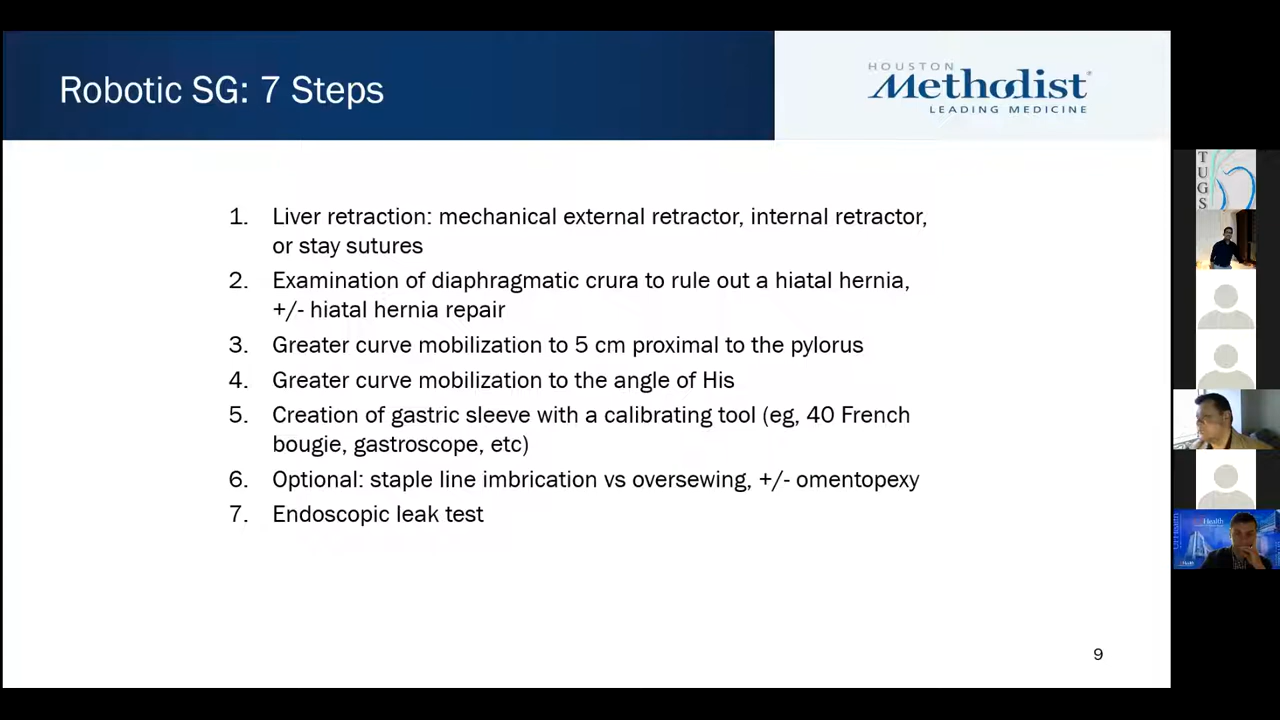 Robotic SG: 7 Steps
HOUSTON
Methodist
LEADING MEDICINE
1. Liver retraction: mechanical external retractor, internal retractor,
or stay sutures
2. Examination of diaphragmatic crura to rule out a hiatal hernia,
+/- hiatal hernia repair
3. Greater curve mobilization to 5 cm proximal to the pylorus
4. Greater curve mobilization to the angle of His
5. Creation of gastric sleeve with a calibrating tool (eg, 40 French
bougie, gastroscope, etc)
6. Optional: staple line imbrication vs oversewing, +/- omentopexy
7. Endoscopic leak test
9
TUGS
Health